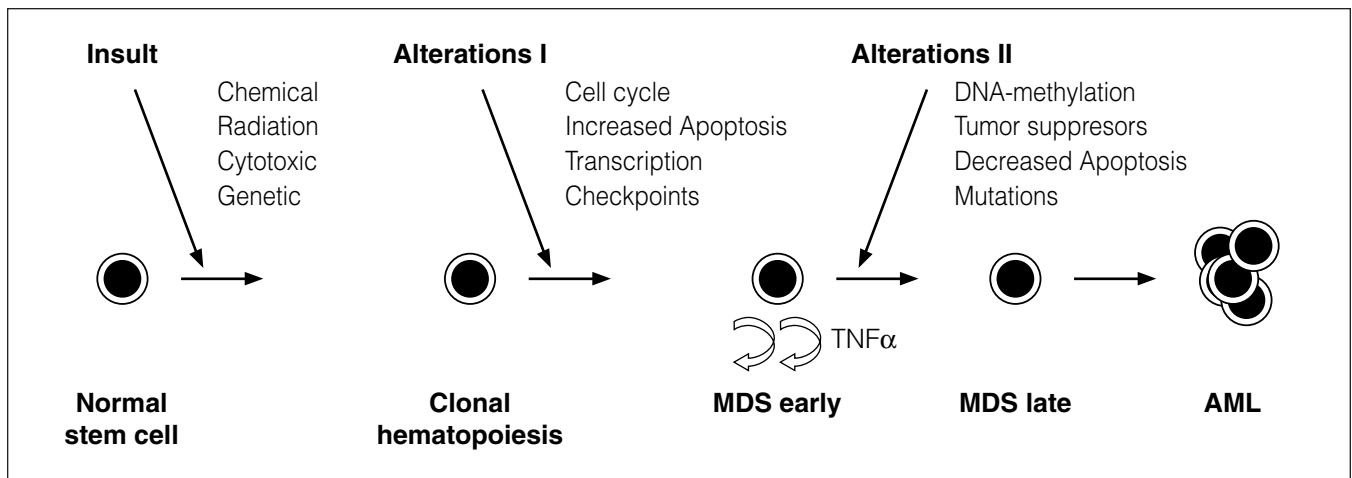 Insult
Chemical
Radiation
Cytotoxic
Genetic
Alterations I
Cell cycle
Increased Apoptosis
Transcription
Checkpoints
Alterations II
DNA-methylation
Tumor suppresors
Decreased Apoptosis
Mutations
TNFα
Normal
stem cell
Clonal
hematopoiesis
MDS early
MDS late
AML